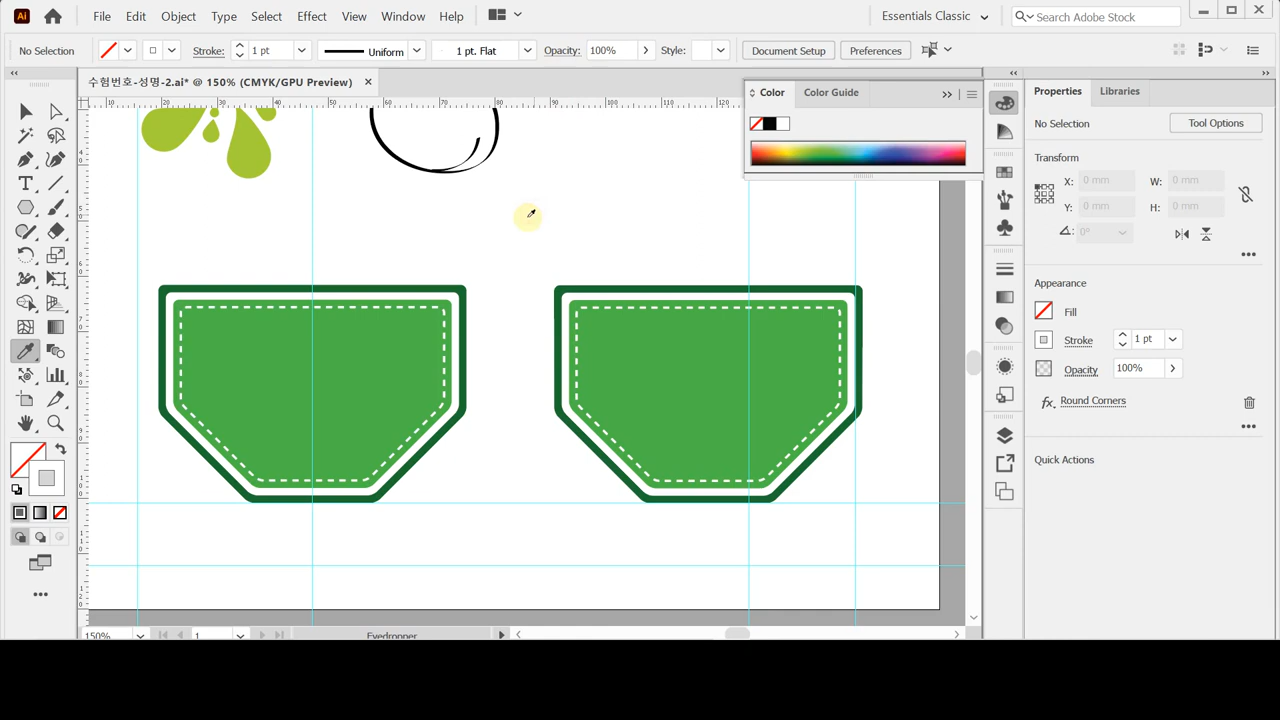 Ai File Edit Object Type Select Effect View Window Help Essentials Classic Search Adobe Stock
No Selection Stroke: 1 pt Uniform 1 pt. Flat Opacity: 100% Style: Document Setup Preferences
수험번호-성명-2.ai* @ 150% (CMYK/GPU Preview) ×
Color Color Guide
Properties Libraries
No Selection Tool Options
Transform
X: 0 mm W: 0 mm
Y: 0 mm H: 0 mm
0°
Appearance
Fill
Stroke 1 pt
Opacity 100%
fx Round Corners
Quick Actions
150% 1 Eyedropper